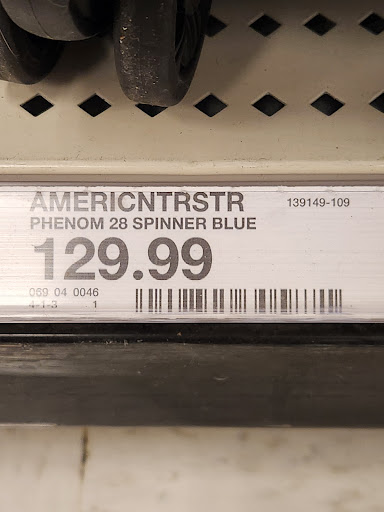 AMERICNTRSTR 139149-109
PHENOM 28 SPINNER BLUE
129.99
069 04 0046
4-1-3 1